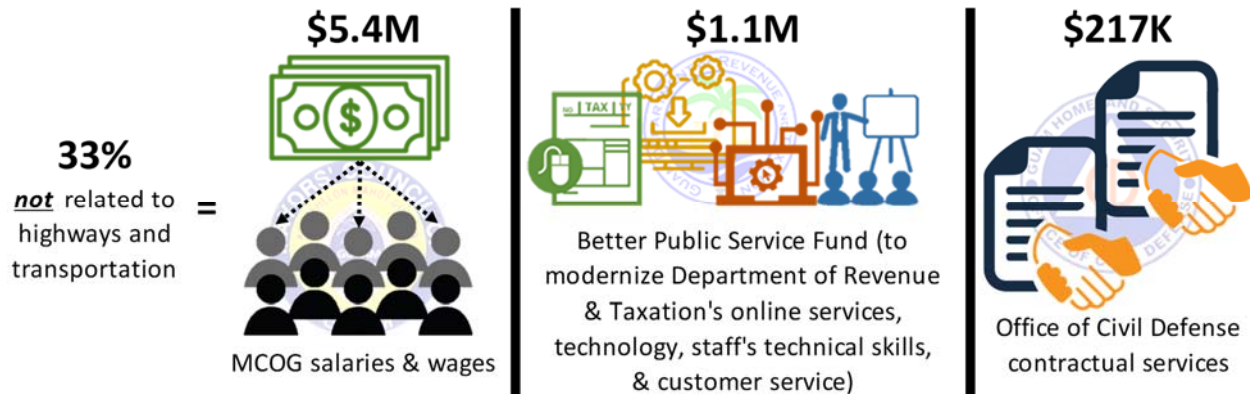 33%
not related to
highways and
transportation
=
$5.4M
MCOG salaries & wages
$1.1M
NO | TAX | TY
Better Public Service Fund (to
modernize Department of Revenue
& Taxation's online services,
technology, staff's technical skills,
& customer service)
$217K
Office of Civil Defense
contractual services